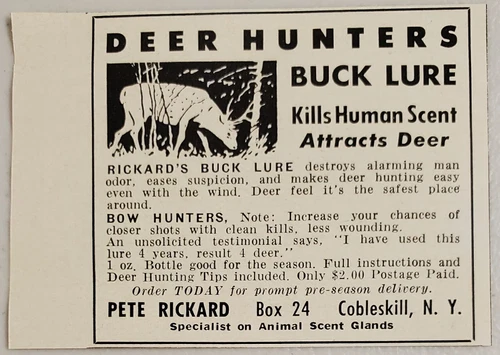 DEER HUNTERS
BUCK LURE
Kills Human Scent
Attracts Deer
RICKARD'S BUCK LURE destroys alarming man
odor, eases suspicion, and makes deer hunting easy
even with the wind. Deer feel it's the safest place
around.
BOW HUNTERS, Note: Increase your chances of
closer shots with clean kills, less wounding.
An unsolicited testimonial says, "I have used this
lure 4 years, result 4 deer."
1 oz. Bottle good for the season. Full instructions and
Deer Hunting Tips included. Only $2.00 Postage Paid.
Order TODAY for prompt pre-season delivery.
PETE RICKARD Box 24 Cobleskill, N. Y.
Specialist on Animal Scent Glands